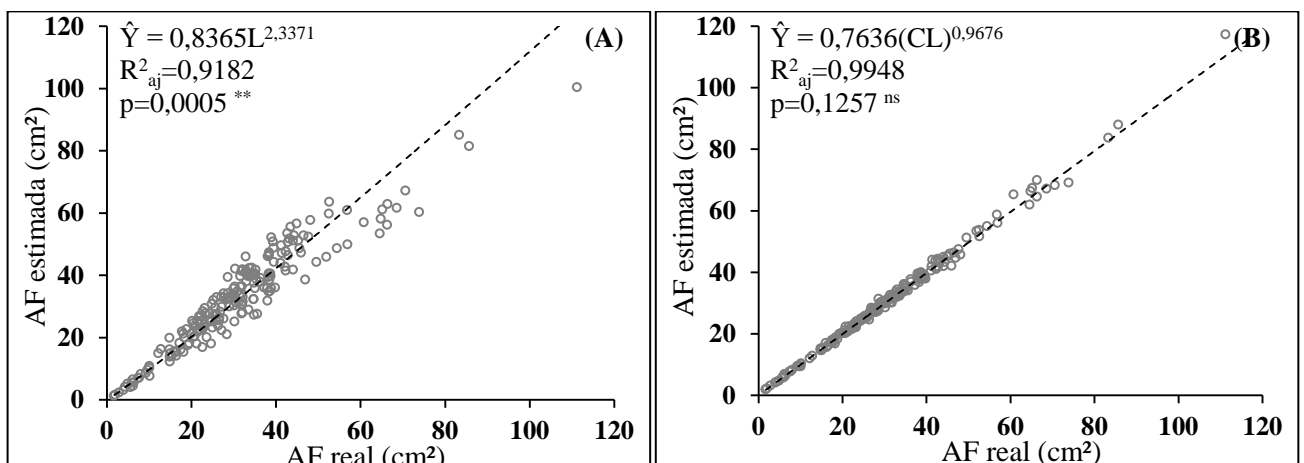 Ŷ = 0,8365L^2,3371
(A)
R²aj=0,9182
p=0,0005 **
AF estimada (cm²)
120
100
80
60
40
20
0
0 20 40 60 80 100 120
AF real (cm²)
Ŷ = 0,7636(CL)^0,9676
(B)
R²aj=0,9948
p=0,1257 ns
AF estimada (cm²)
120
100
80
60
40
20
0
0 20 40 60 80 100 120
AF real (cm²)